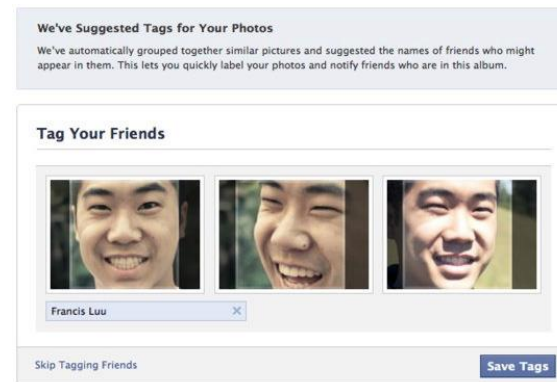 We've Suggested Tags for Your Photos
We've automatically grouped together similar pictures and suggested the names of friends who might
appear in them. This lets you quickly label your photos and notify friends who are in this album.
Tag Your Friends
Francis Luu ×
Skip Tagging Friends
Save Tags